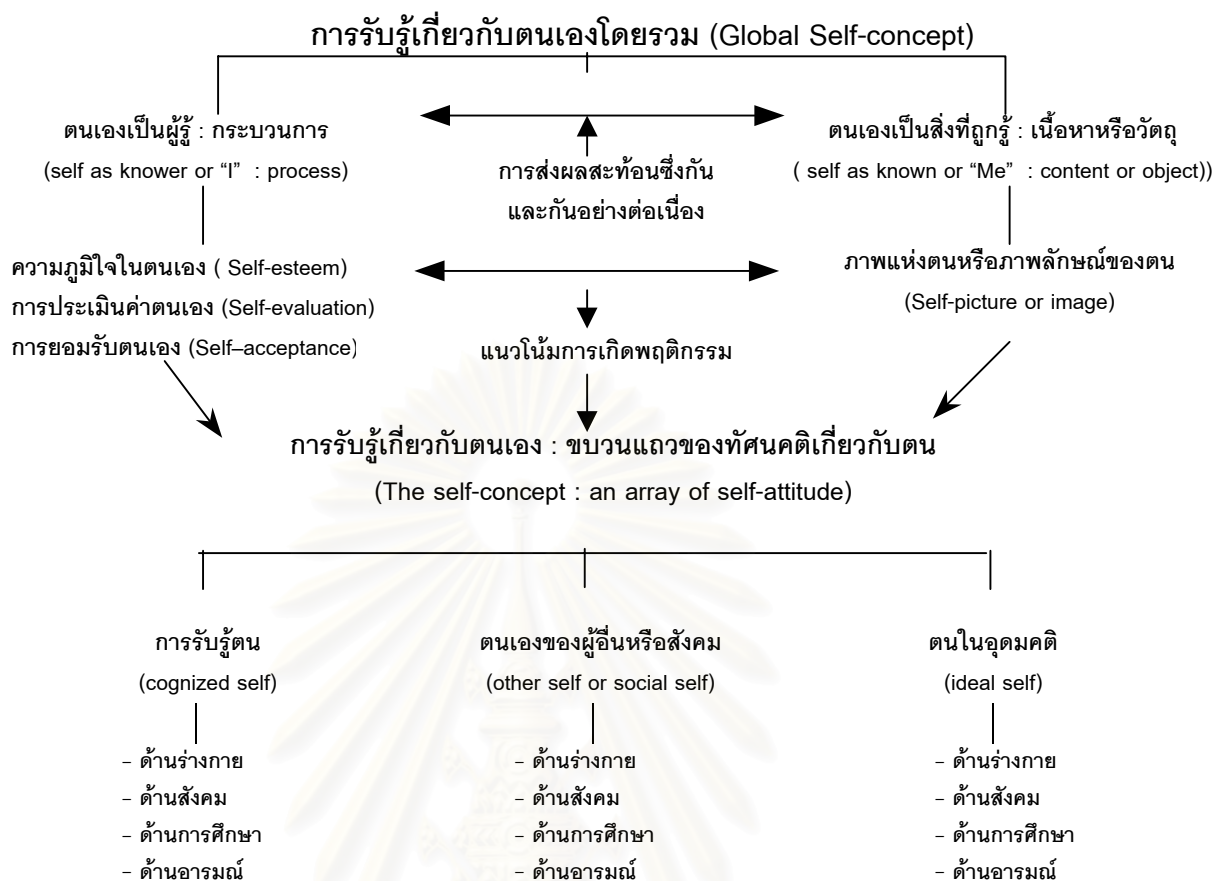 การรับรู้เกี่ยวกับตนเองโดยรวม (Global Self-concept)
ตนเองเป็นผู้รู้ : กระบวนการ
(self as knower or “I” : process)
การส่งผลสะท้อนซึ่งกัน
และกันอย่างต่อเนื่อง
ตนเองเป็นสิ่งที่ถูกรู้ : เนื้อหาหรือวัตถุ
( self as known or “Me” : content or object))
ความภูมิใจในตนเอง ( Self-esteem)
การประเมินค่าตนเอง (Self-evaluation)
การยอมรับตนเอง (Self–acceptance)
ภาพแห่งตนหรือภาพลักษณ์ของตน
(Self-picture or image)
แนวโน้มการเกิดพฤติกรรม
การรับรู้เกี่ยวกับตนเอง : ขบวนแถวของทัศนคติเกี่ยวกับตน
(The self-concept : an array of self-attitude)
การรับรู้ตน
(cognized self)
- ด้านร่างกาย
- ด้านสังคม
- ด้านการศึกษา
- ด้านอารมณ์
ตนเองของผู้อื่นหรือสังคม
(other self or social self)
- ด้านร่างกาย
- ด้านสังคม
- ด้านการศึกษา
- ด้านอารมณ์
ตนในอุดมคติ
(ideal self)
- ด้านร่างกาย
- ด้านสังคม
- ด้านการศึกษา
- ด้านอารมณ์